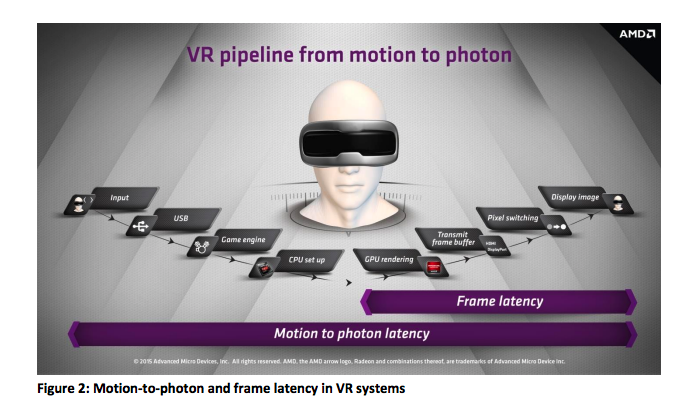 AMD
VR pipeline from motion to photon
Input
USB
Game engine
CPU set up
GPU rendering
Transmit
frame buffer
HDMI
DisplayPort
Pixel switching
Display image
Frame latency
Motion to photon latency
© 2015 Advanced Micro Devices, Inc. All rights reserved. AMD, the AMD arrow logo, Radeon and combinations thereof, are trademarks of Advanced Micro Device Inc.
Figure 2: Motion-to-photon and frame latency in VR systems